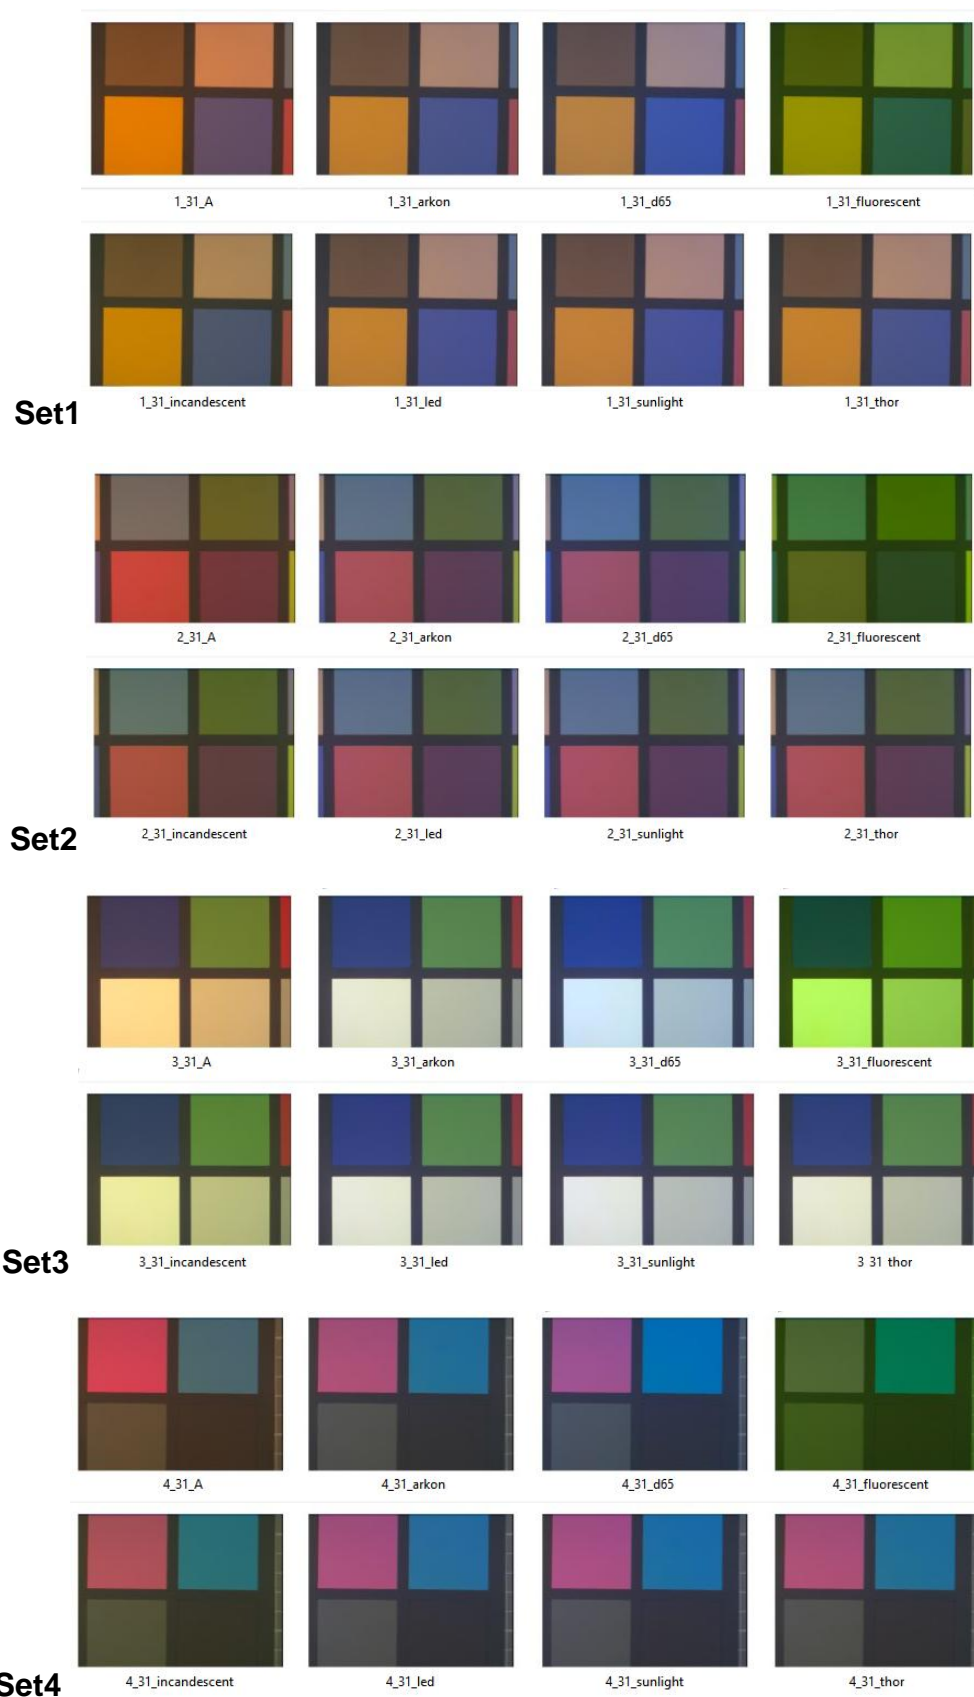 1_31_A 1_31_arkon 1_31_d65 1_31_fluorescent
1_31_incandescent 1_31_led 1_31_sunlight 1_31_thor
Set1
2_31_A 2_31_arkon 2_31_d65 2_31_fluorescent
2_31_incandescent 2_31_led 2_31_sunlight 2_31_thor
Set2
3_31_A 3_31_arkon 3_31_d65 3_31_fluorescent
3_31_incandescent 3_31_led 3_31_sunlight 3 31 thor
Set3
4_31_A 4_31_arkon 4_31_d65 4_31_fluorescent
4_31_incandescent 4_31_led 4_31_sunlight 4_31_thor
Set4